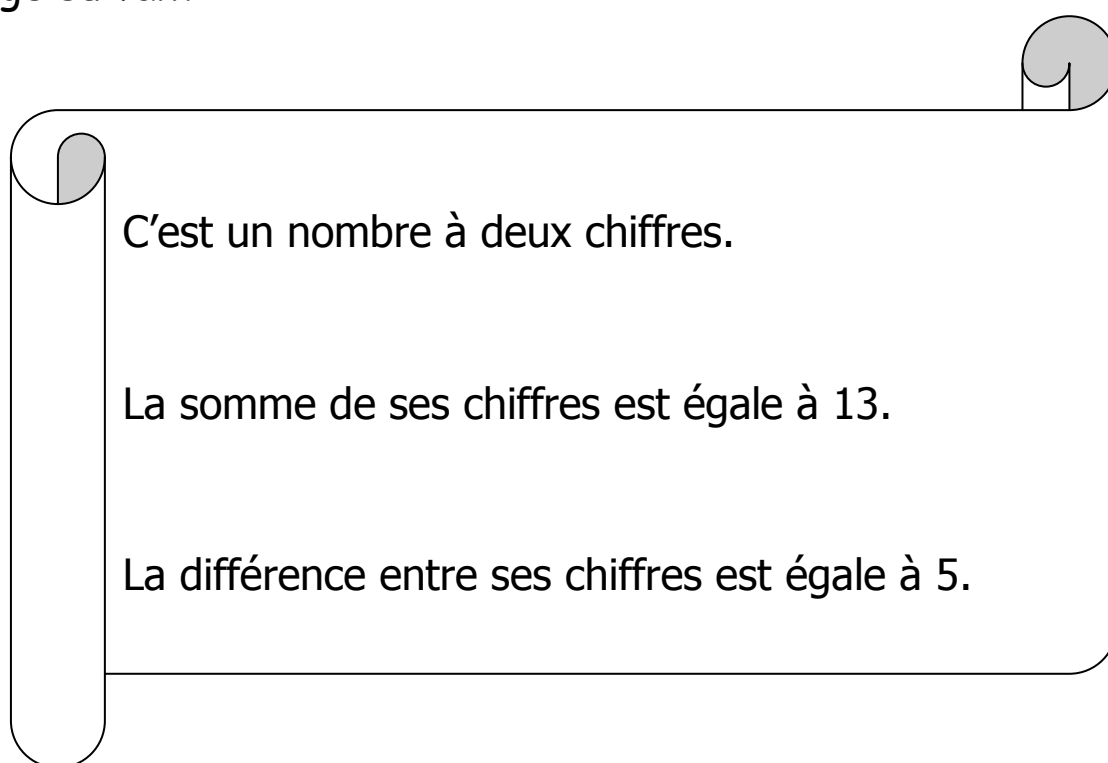 C’est un nombre à deux chiffres.
La somme de ses chiffres est égale à 13.
La différence entre ses chiffres est égale à 5.